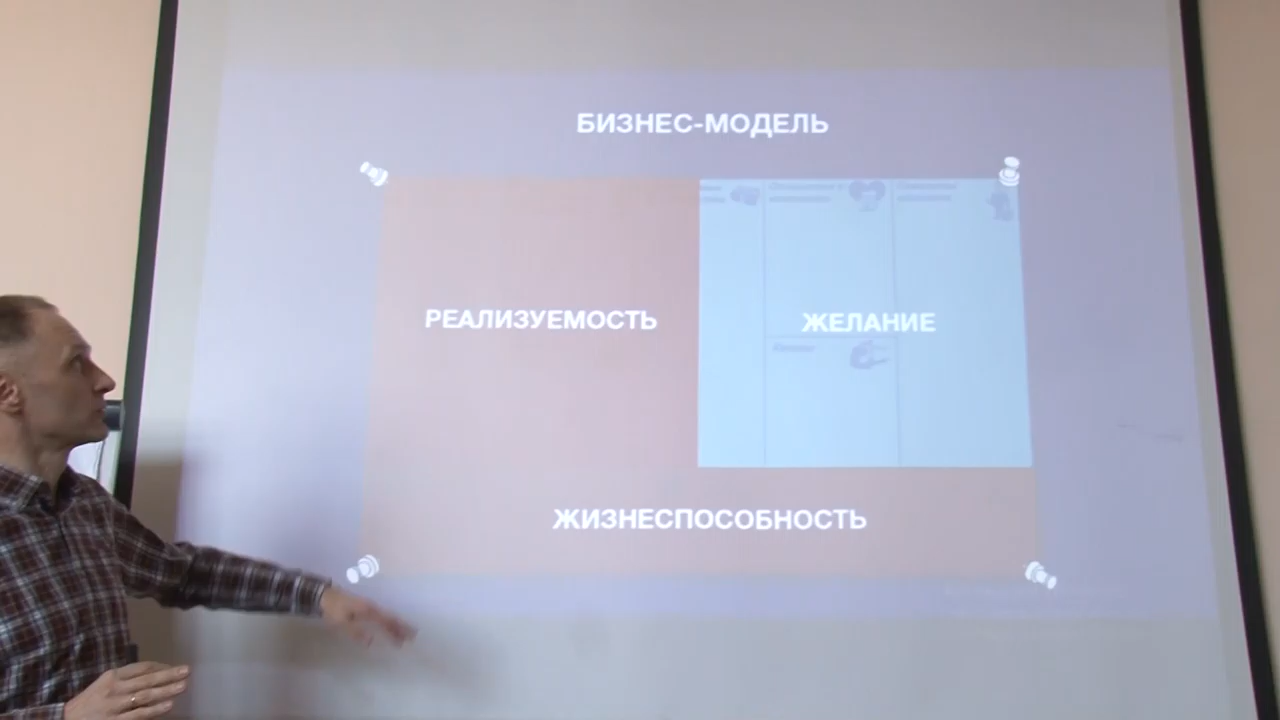 БИЗНЕС-МОДЕЛЬ
РЕАЛИЗУЕМОСТЬ
ЖЕЛАНИЕ
ЖИЗНЕСПОСОБНОСТЬ